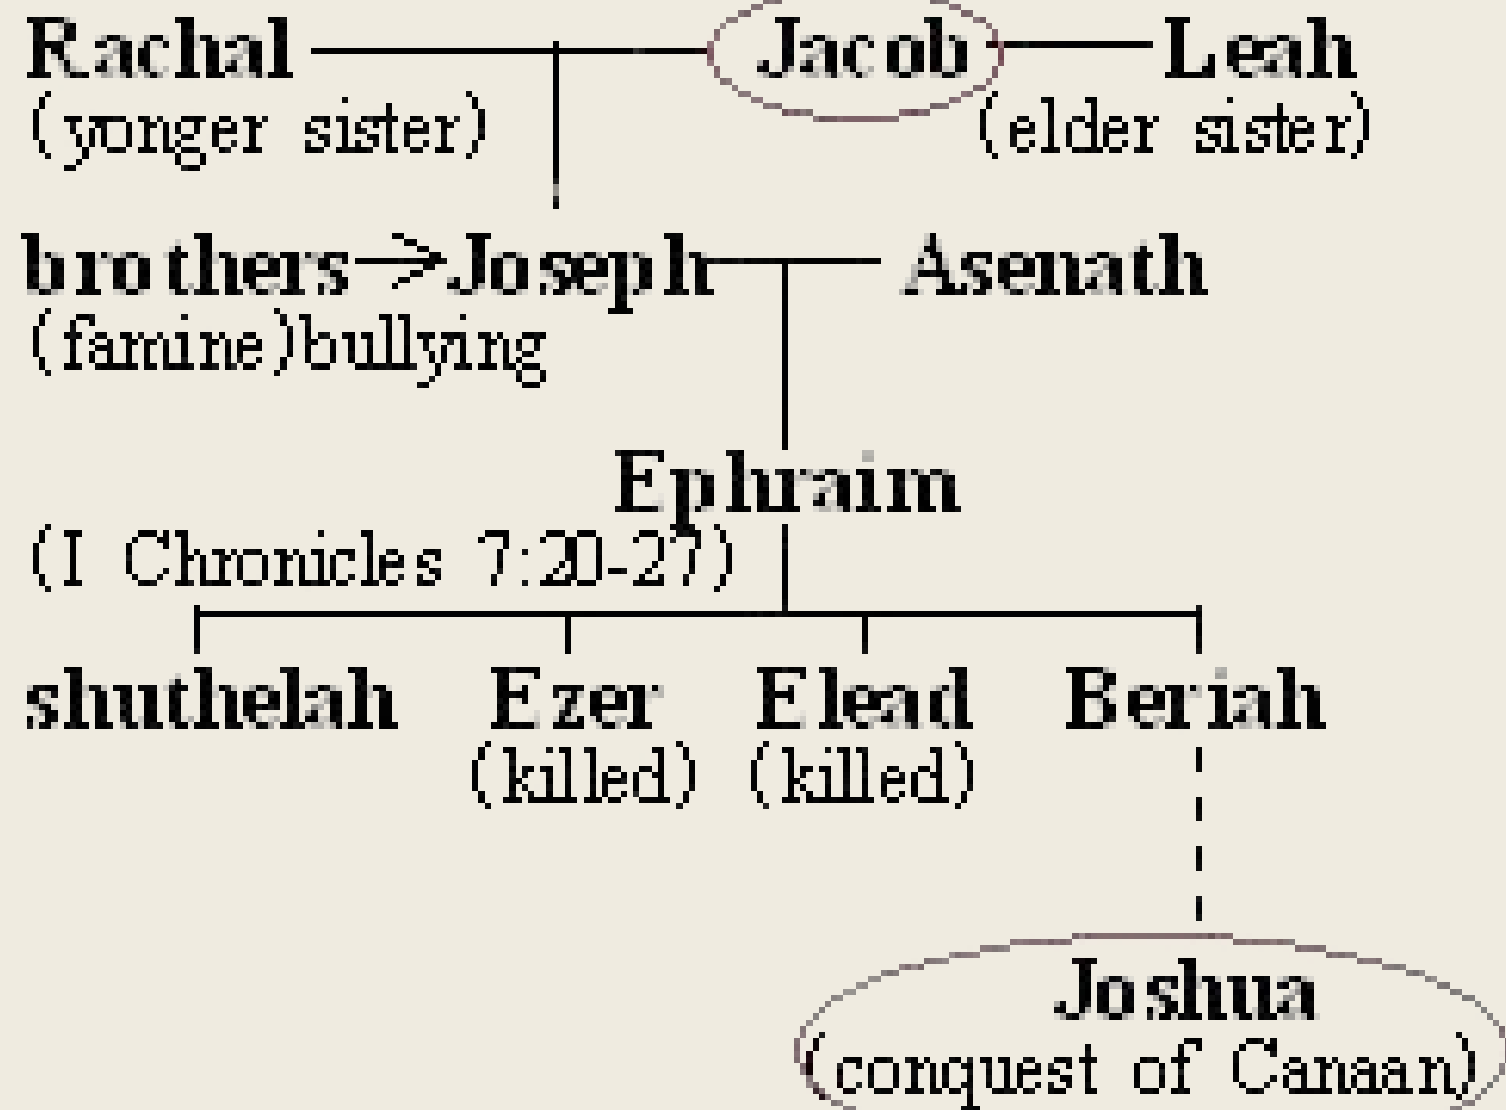 Rachal Jacob Leah
(yonger sister) (elder sister)
brothers Joseph Asenath
(famine)bullying
Ephraim
(I Chronicles 7:20-27)
shuthelah Ezer Elead Beriah
(killed) (killed)
Joshua
(conquest of Canaan)